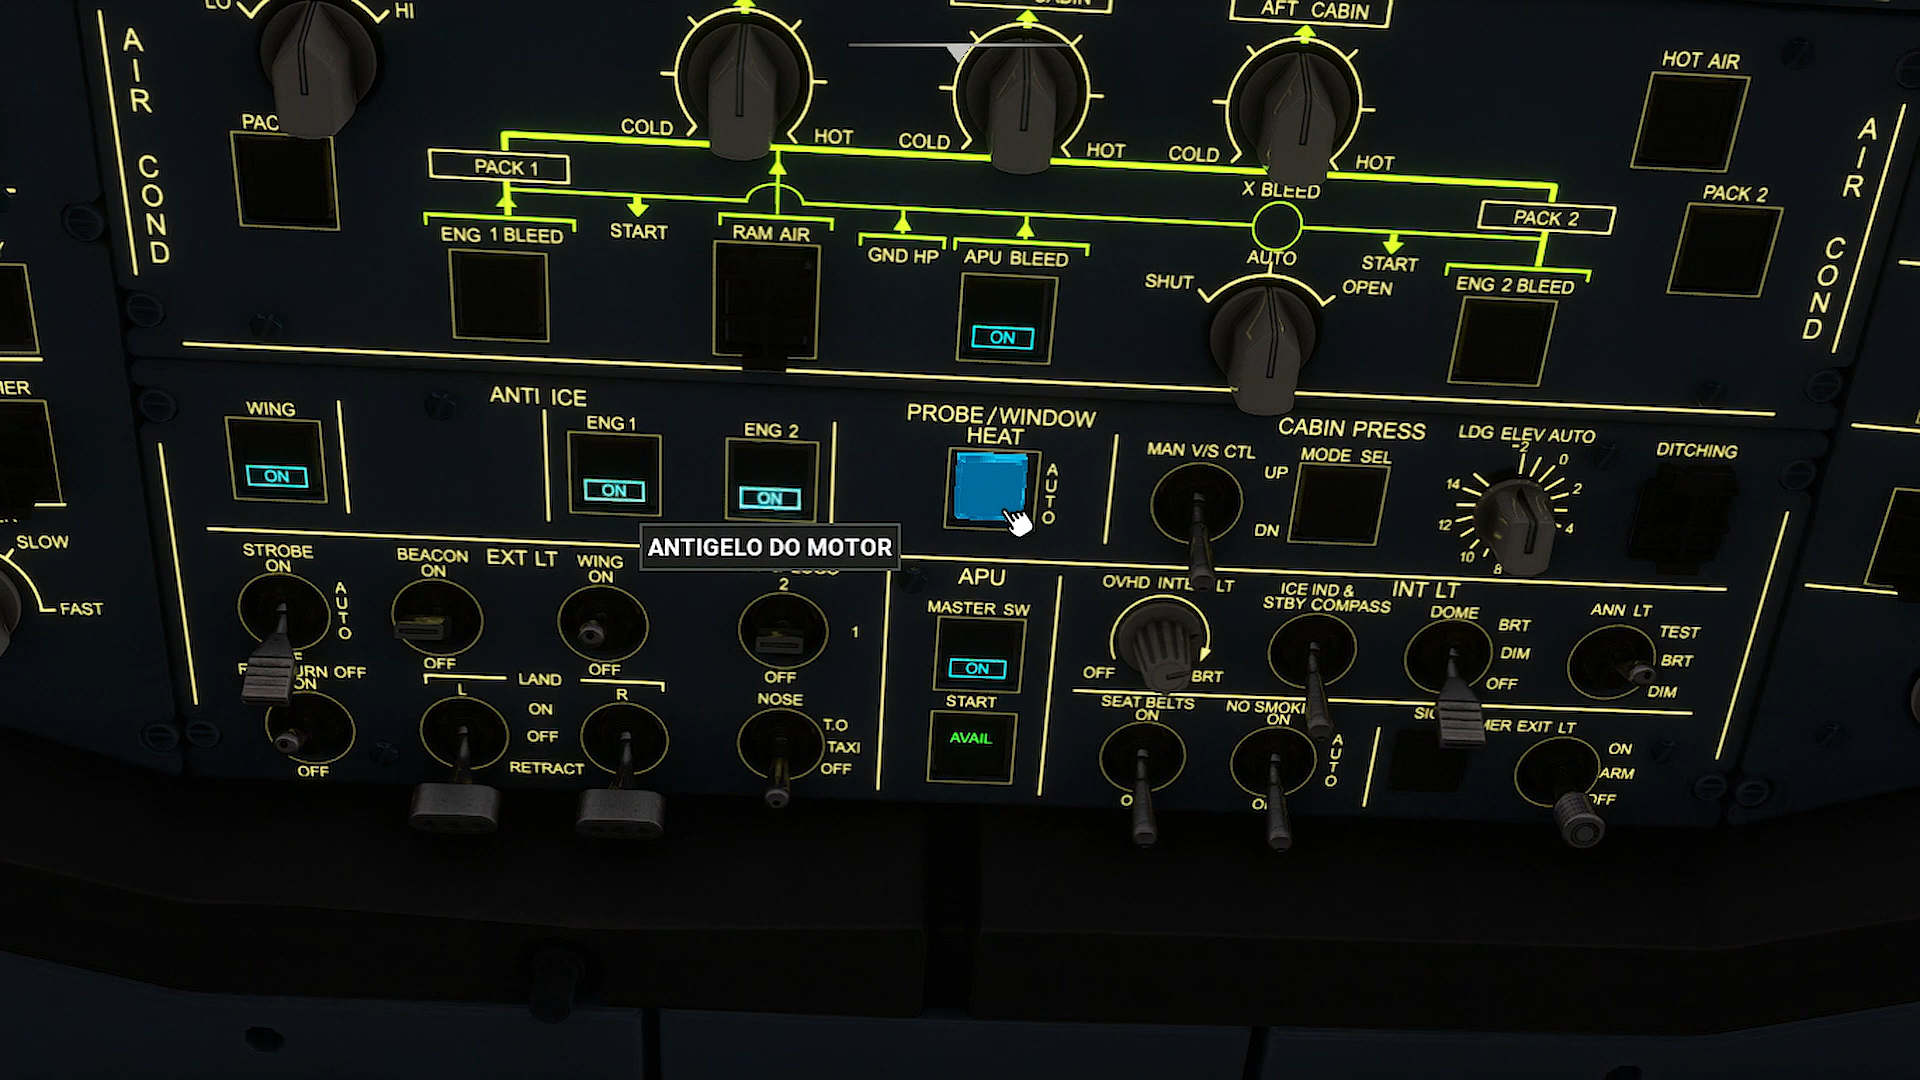 LO
HI
AFT CABIN
HOT AIR
AIR COND
COLD
HOT
COLD
HOT
COLD
HOT
AIR COND
PACK 1
X BLEED
PACK 2
PACK 2
ENG 1 BLEED
START
RAM AIR
GND HP
APU BLEED
AUTO
START
ENG 2 BLEED
SHUT
OPEN
ON
ANTI ICE
WING
ENG 1
ENG 2
PROBE/WINDOW
HEAT
AUTO
ON
ON
ON
CABIN PRESS
MAN V/S CTL
UP
DN
MODE SEL
LDG ELEV AUTO
-2
0
2
4
8
10
12
14
DITCHING
ANTIGELO DO MOTOR
SLOW
FAST
STROBE
ON
AUTO
BEACON
ON
EXT LT
WING
ON
2
1
OFF
OFF
OFF
APU
MASTER SW
ON
START
AVAIL
OFF
ON
OFF
LAND
L
R
ON
OFF
RETRACT
NOSE
T.O
TAXI
OFF
OFF
BRT
ICE IND &
STBY COMPASS
INT LT
DOME
BRT
DIM
OFF
ANN LT
TEST
BRT
DIM
SEAT BELTS
ON
ON
AUTO
EXIT LT
ON
ARM